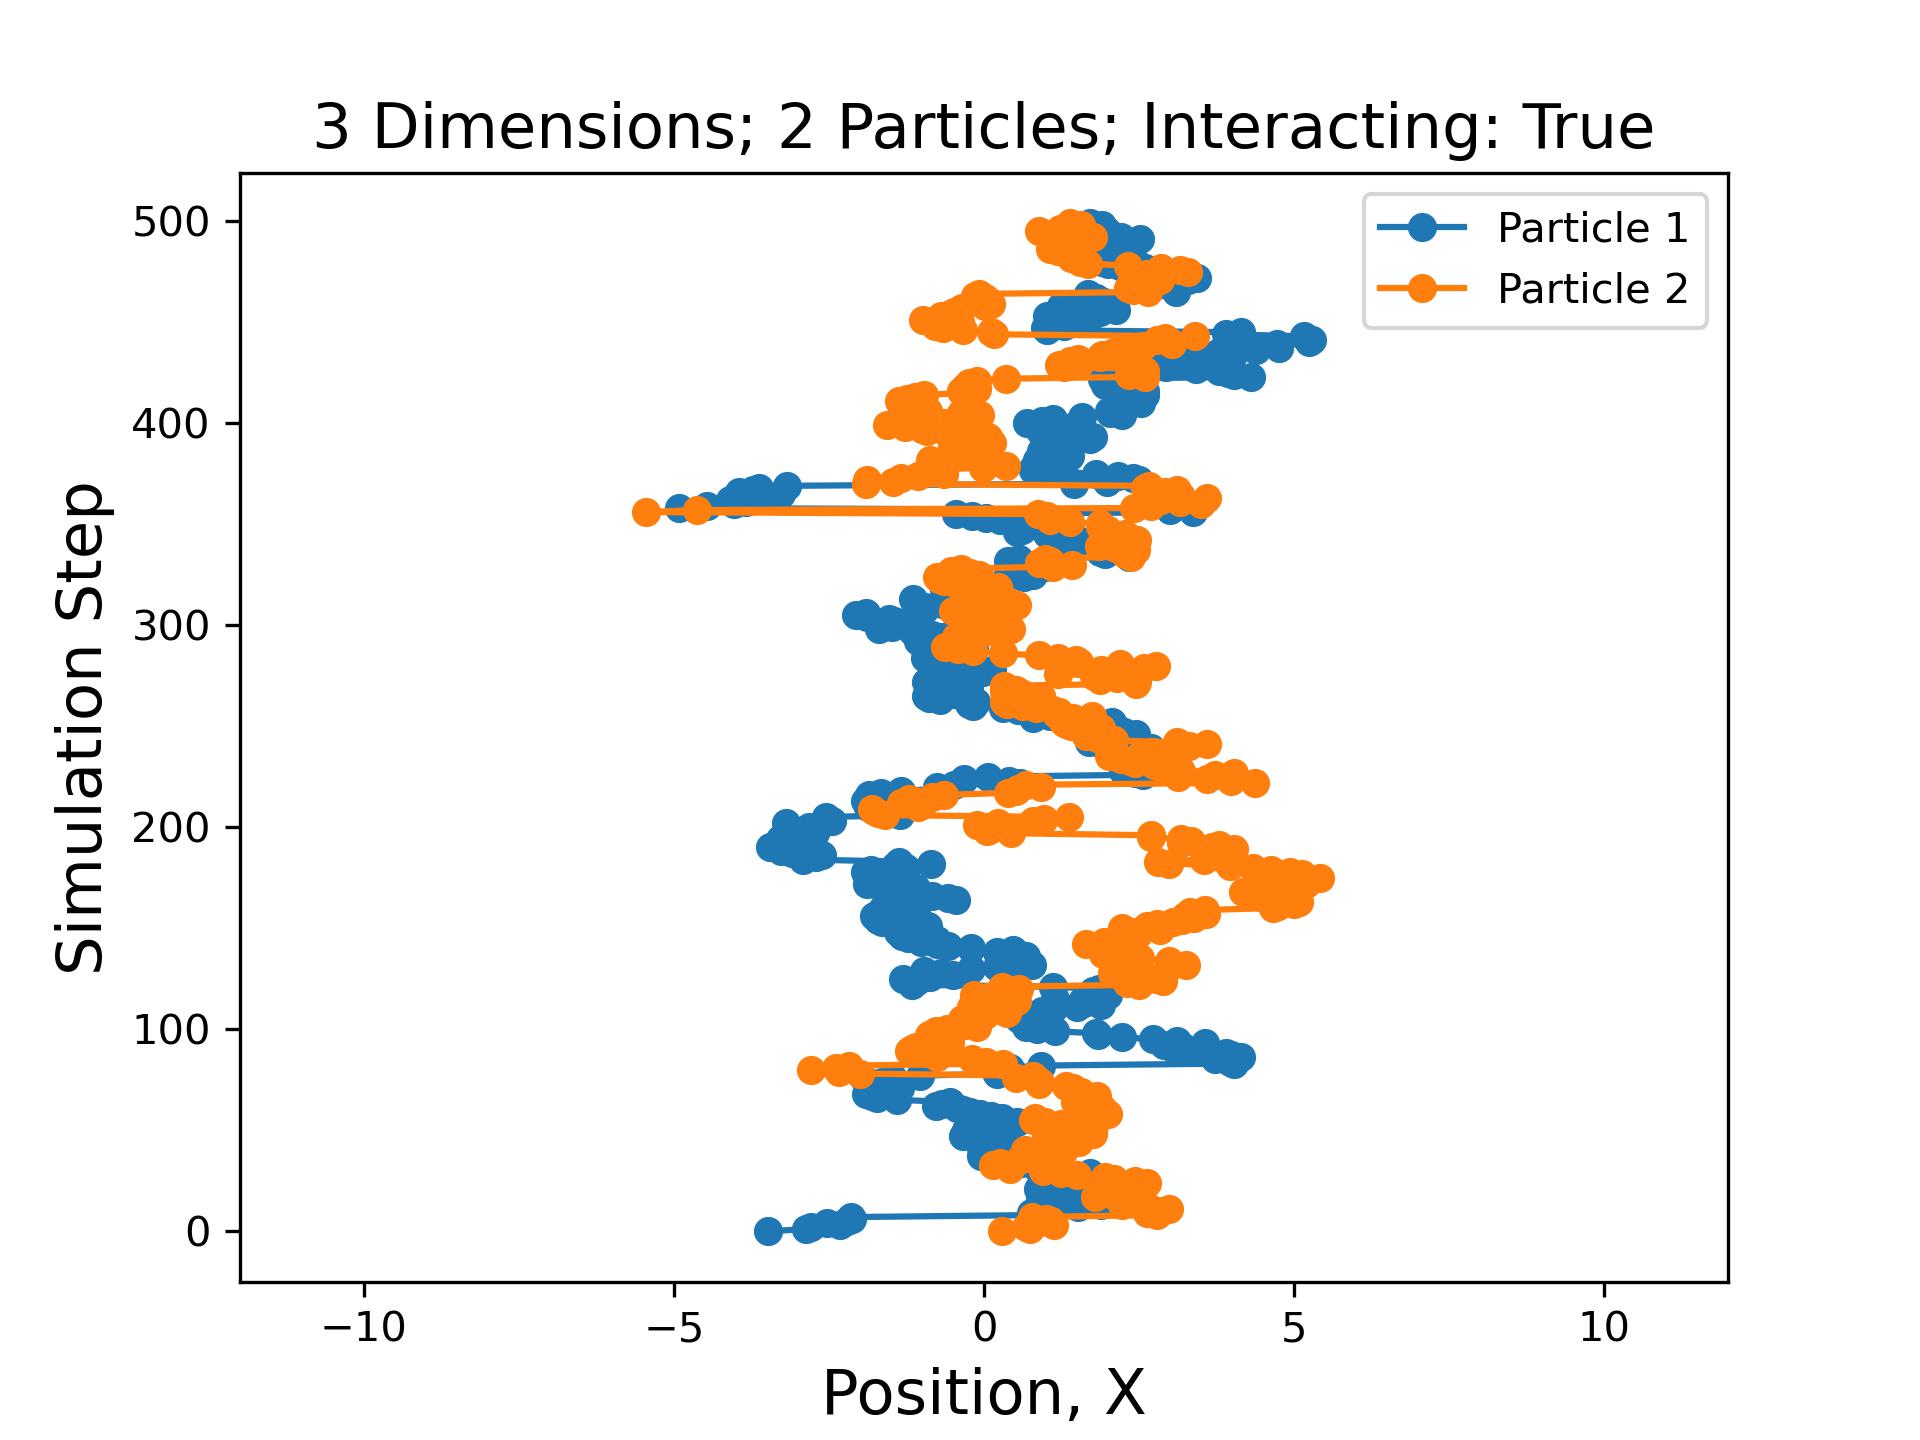 3 Dimensions; 2 Particles; Interacting: True
Particle 1
Particle 2
500
400
300
200
100
0
Simulation Step
−10
−5
0
5
10
Position, X